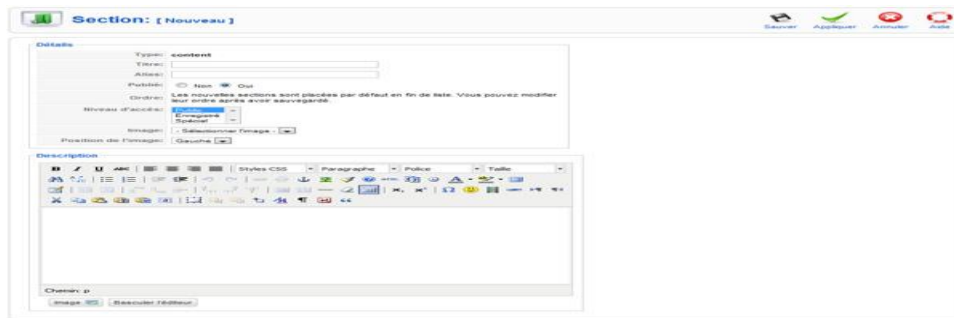 Section: [ Nouveau ]
Sauver Appliquer Annuler Aide
Détails
Type: content
Titre:
Alias:
Publié: Non Oui
Ordre: Les nouvelles sections sont placées par défaut en fin de liste. Vous pouvez modifier
leur ordre après avoir sauvegardé.
Niveau d'accès: Public
Enregistré
Spécial
Image: - Sélectionner l'image -
Position de l'image: Gauche
Description
B I U ABC Styles CSS Paragraphe Police Taille
Chemin: p
Image Basculer l'éditeur